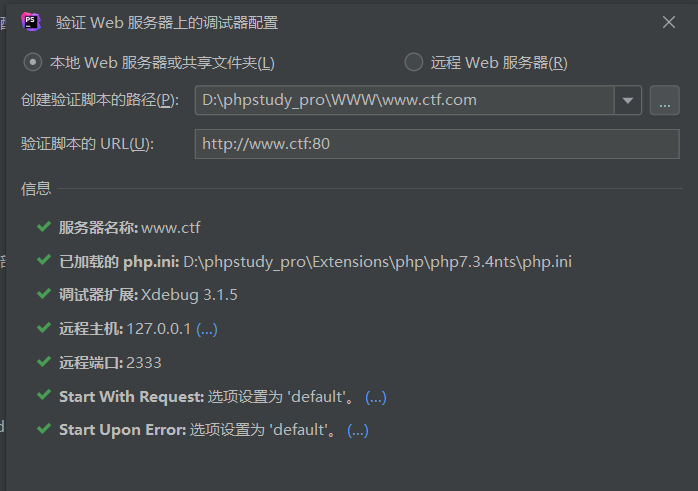 PS 验证 Web 服务器上的调试器配置
本地 Web 服务器或共享文件夹(L) 远程 Web 服务器(R)
创建验证脚本的路径(P): D:\phpstudy_pro\WWW\www.ctf.com ...
验证脚本的 URL(U): http://www.ctf:80
信息
服务器名称: www.ctf
已加载的 php.ini: D:\phpstudy_pro\Extensions\php\php7.3.4nts\php.ini
调试器扩展: Xdebug 3.1.5
远程主机: 127.0.0.1 (...)
远程端口: 2333
Start With Request: 选项设置为 'default'。 (...)
Start Upon Error: 选项设置为 'default'。 (...)